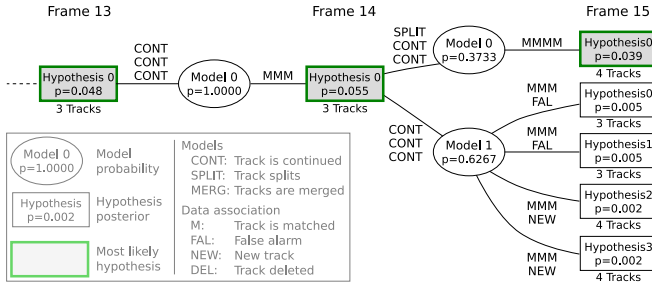 Frame 13
Frame 14
Frame 15
CONT
CONT
CONT
Hypothesis 0
p=0.048
3 Tracks
Model 0
p=1.0000
MMM
Hypothesis 0
p=0.055
3 Tracks
SPLIT
CONT
CONT
Model 0
p=0.3733
MMMM
Hypothesis0
p=0.039
4 Tracks
CONT
CONT
CONT
Model 1
p=0.6267
MMM
FAL
Hypothesis0
p=0.005
3 Tracks
MMM
FAL
Hypothesis1
p=0.005
3 Tracks
MMM
NEW
Hypothesis2
p=0.002
4 Tracks
MMM
NEW
Hypothesis3
p=0.002
4 Tracks
Model 0
p=1.0000
Model
probability
Hypothesis
p=0.002
Hypothesis
posterior
Most likely
hypothesis
Models
CONT: Track is continued
SPLIT: Track splits
MERG: Tracks are merged
Data association
M: Track is matched
FAL: False alarm
NEW: New track
DEL: Track deleted